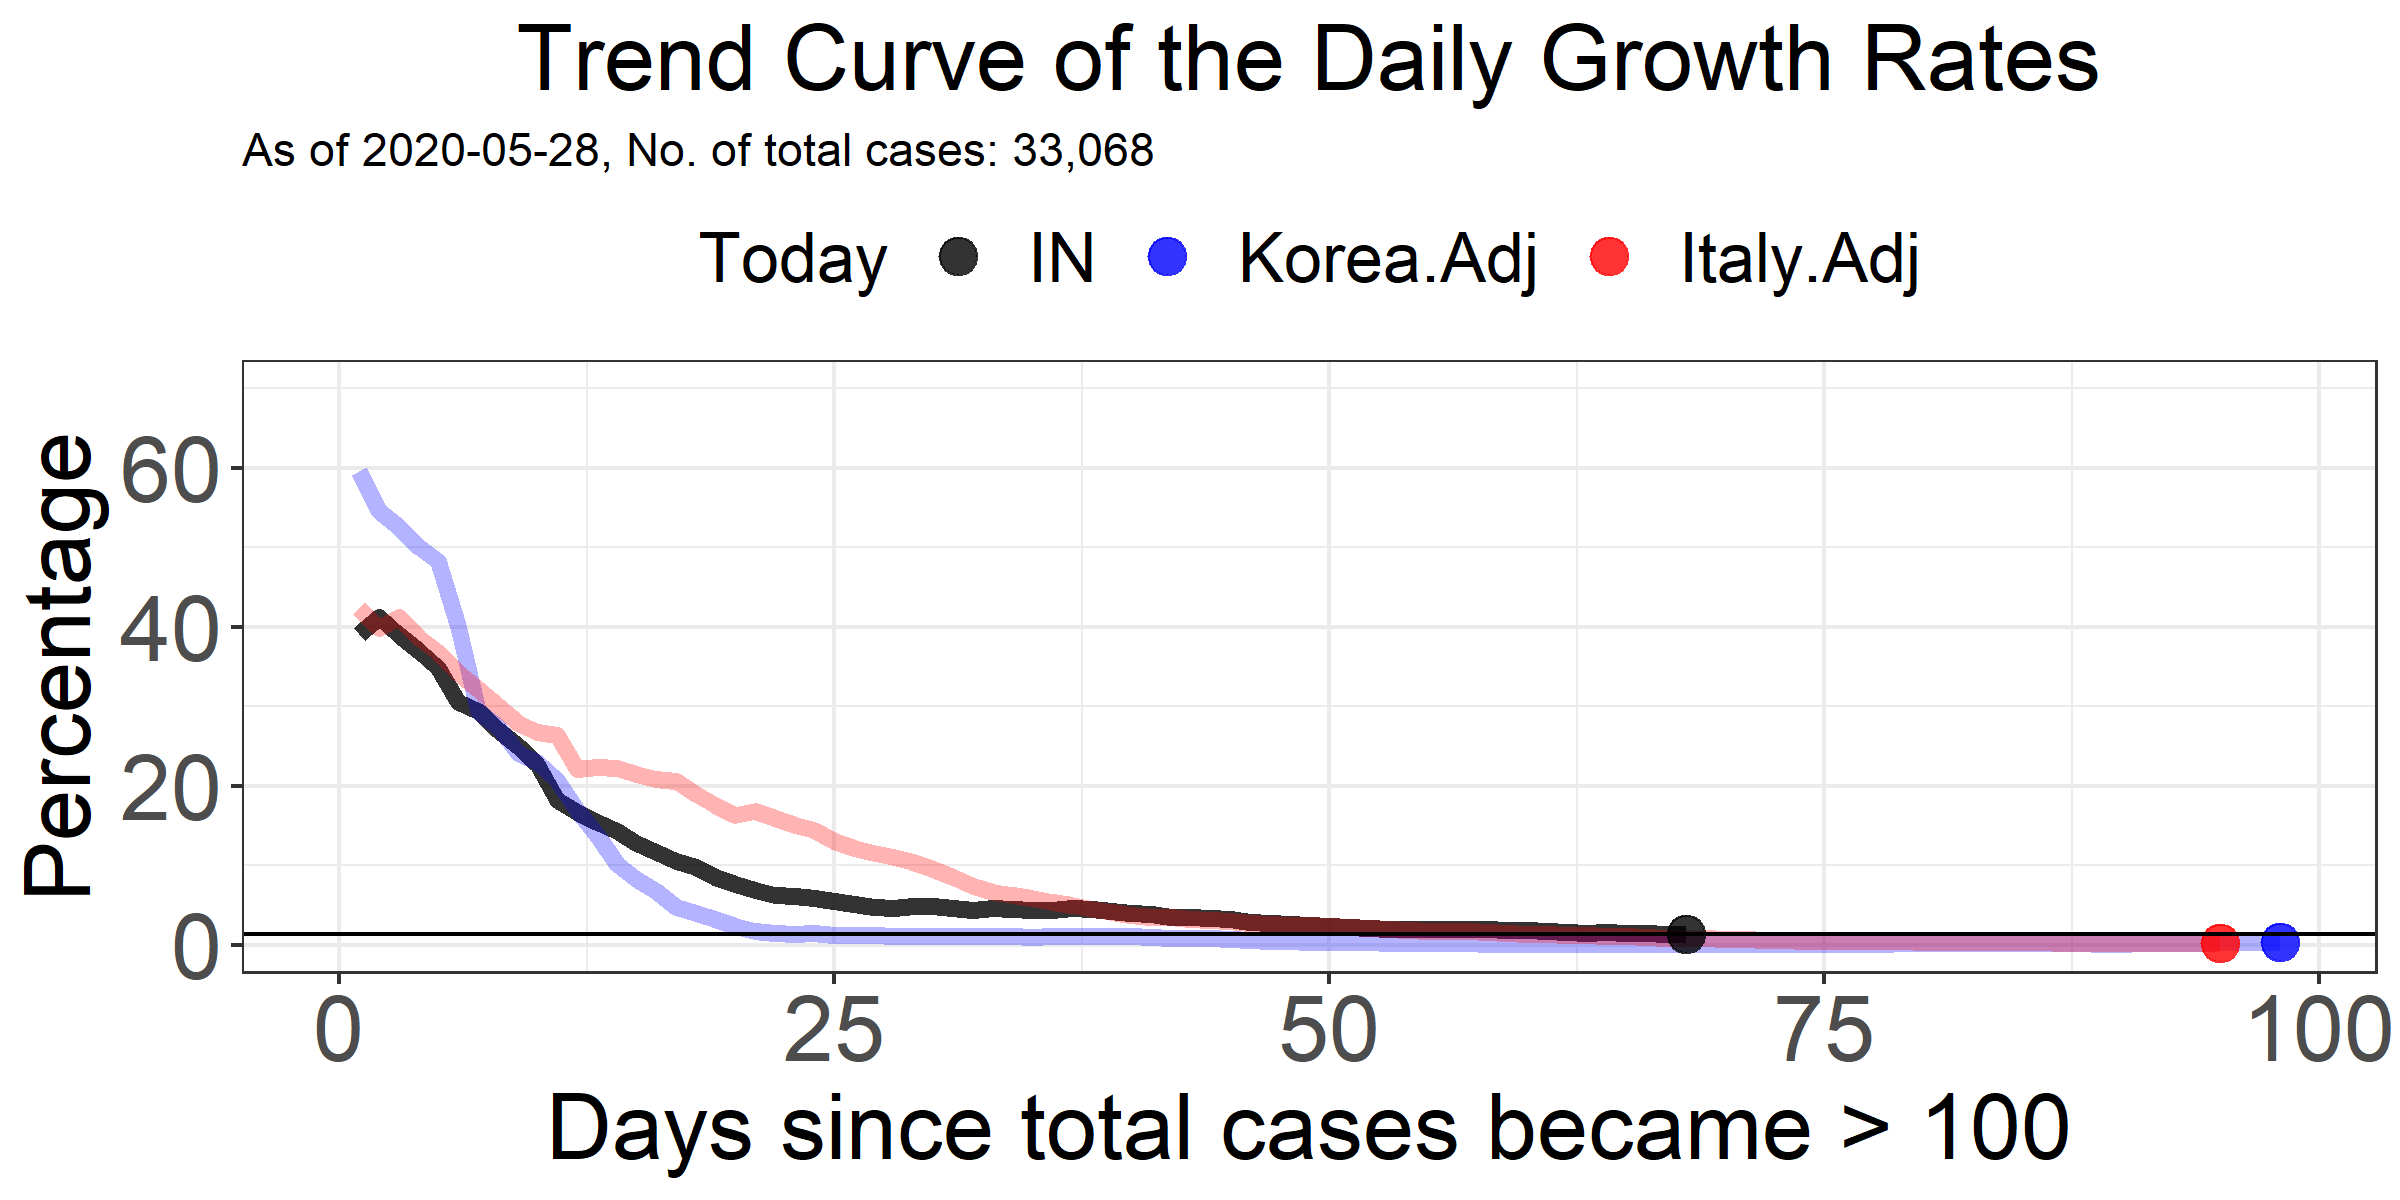 Trend Curve of the Daily Growth Rates
As of 2020-05-28, No. of total cases: 33,068
Today IN Korea.Adj Italy.Adj
Percentage
60
40
20
0
0 25 50 75 100
Days since total cases became > 100